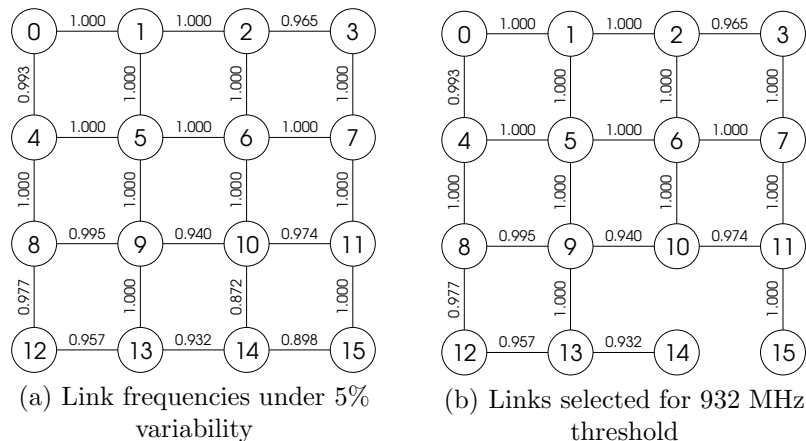 0 1.000 1 1.000 2 0.965 3
0.993 1.000 1.000 1.000
4 1.000 5 1.000 6 1.000 7
1.000 1.000 1.000 1.000
8 0.995 9 0.940 10 0.974 11
0.977 1.000 0.872 1.000
12 0.957 13 0.932 14 0.898 15
(a) Link frequencies under 5%
variability
0 1.000 1 1.000 2 0.965 3
0.993 1.000 1.000 1.000
4 1.000 5 1.000 6 1.000 7
1.000 1.000 1.000 1.000
8 0.995 9 0.940 10 0.974 11
0.977 1.000 1.000
12 0.957 13 0.932 14 15
(b) Links selected for 932 MHz
threshold